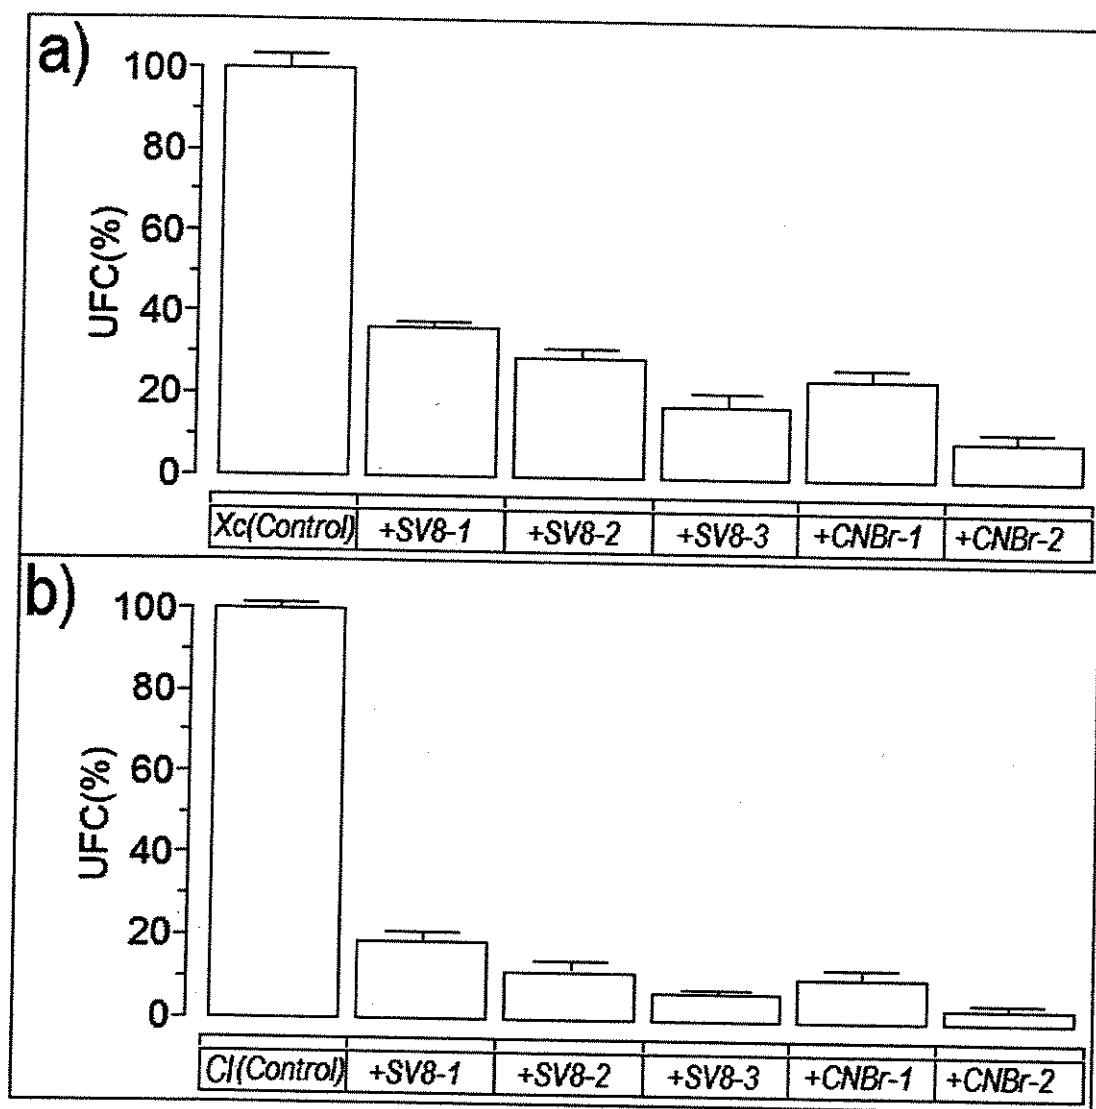 a)
UFC(%)
100
80
60
40
20
0
Xc(Control) +SV8-1 +SV8-2 +SV8-3 +CNBr-1 +CNBr-2
b)
UFC(%)
100
80
60
40
20
0
Cl(Control) +SV8-1 +SV8-2 +SV8-3 +CNBr-1 +CNBr-2